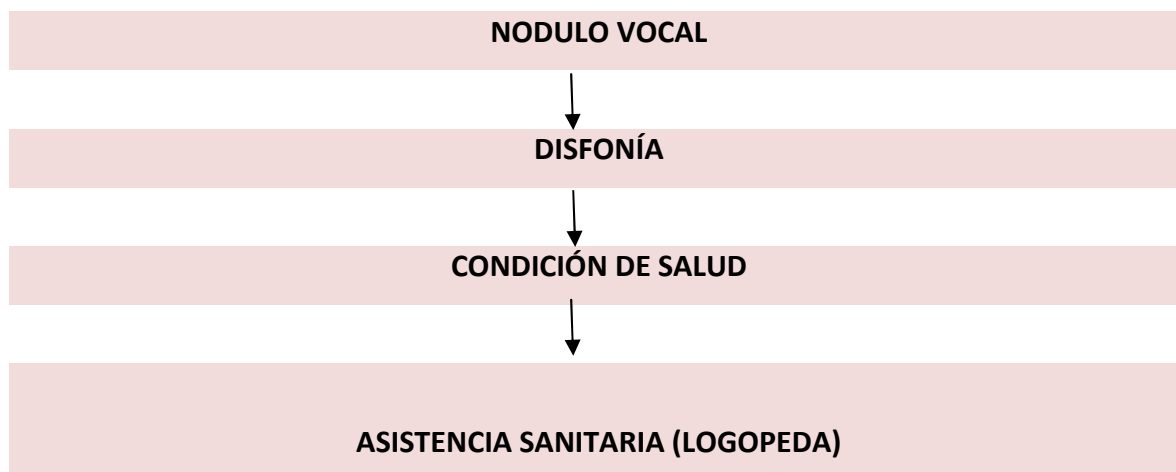 NODULO VOCAL
DISFONÍA
CONDICIÓN DE SALUD
ASISTENCIA SANITARIA (LOGOPEDA)